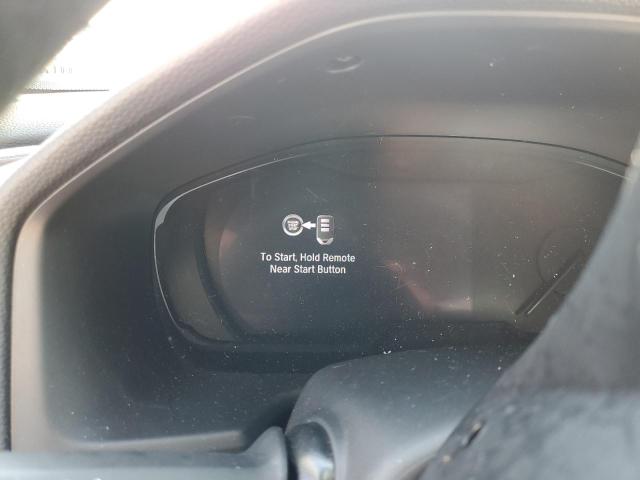 To Start, Hold Remote
Near Start Button